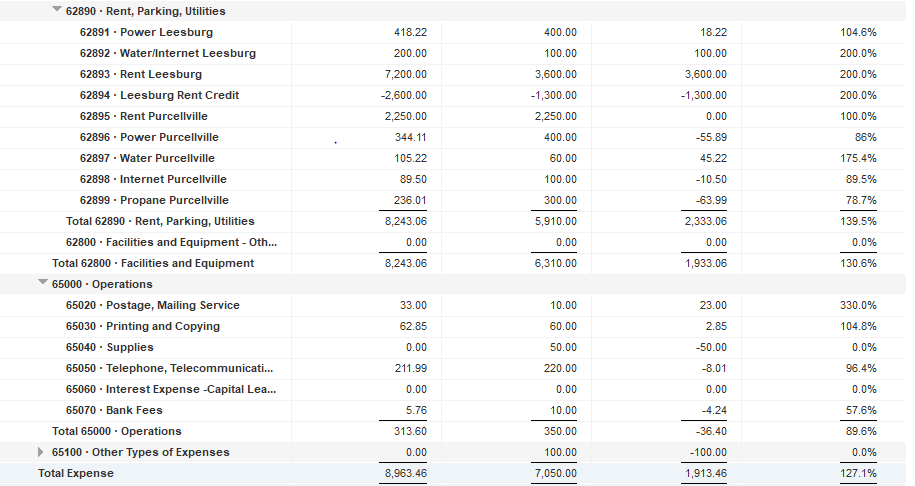 62890 · Rent, Parking, Utilities
62891 · Power Leesburg 418.22 400.00 18.22 104.6%
62892 · Water/Internet Leesburg 200.00 100.00 100.00 200.0%
62893 · Rent Leesburg 7,200.00 3,600.00 3,600.00 200.0%
62894 · Leesburg Rent Credit -2,600.00 -1,300.00 -1,300.00 200.0%
62895 · Rent Purcellville 2,250.00 2,250.00 0.00 100.0%
62896 · Power Purcellville 344.11 400.00 -55.89 86%
62897 · Water Purcellville 105.22 60.00 45.22 175.4%
62898 · Internet Purcellville 89.50 100.00 -10.50 89.5%
62899 · Propane Purcellville 236.01 300.00 -63.99 78.7%
Total 62890 · Rent, Parking, Utilities 8,243.06 5,910.00 2,333.06 139.5%
62800 · Facilities and Equipment - Oth... 0.00 0.00 0.00 0.0%
Total 62800 · Facilities and Equipment 8,243.06 6,310.00 1,933.06 130.6%
65000 · Operations
65020 · Postage, Mailing Service 33.00 10.00 23.00 330.0%
65030 · Printing and Copying 62.85 60.00 2.85 104.8%
65040 · Supplies 0.00 50.00 -50.00 0.0%
65050 · Telephone, Telecommunicati... 211.99 220.00 -8.01 96.4%
65060 · Interest Expense -Capital Lea... 0.00 0.00 0.00 0.0%
65070 · Bank Fees 5.76 10.00 -4.24 57.6%
Total 65000 · Operations 313.60 350.00 -36.40 89.6%
65100 · Other Types of Expenses 0.00 100.00 -100.00 0.0%
Total Expense 8,963.46 7,050.00 1,913.46 127.1%